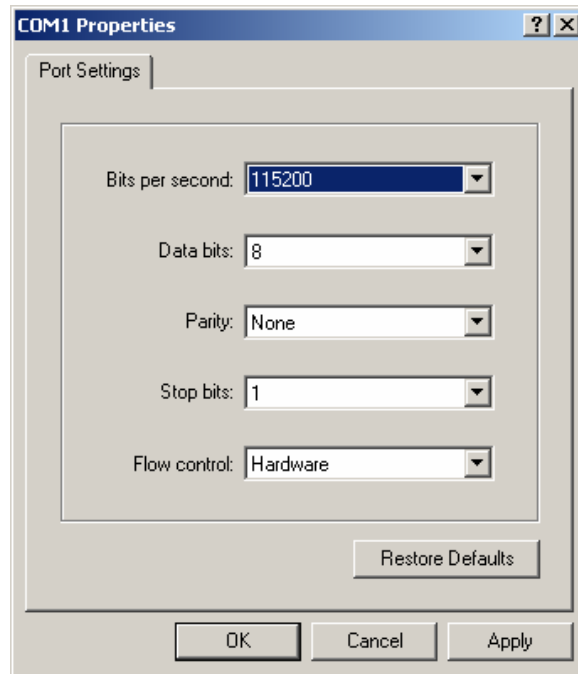 COM1 Properties
Port Settings
Bits per second: 115200
Data bits: 8
Parity: None
Stop bits: 1
Flow control: Hardware
Restore Defaults
OK Cancel Apply